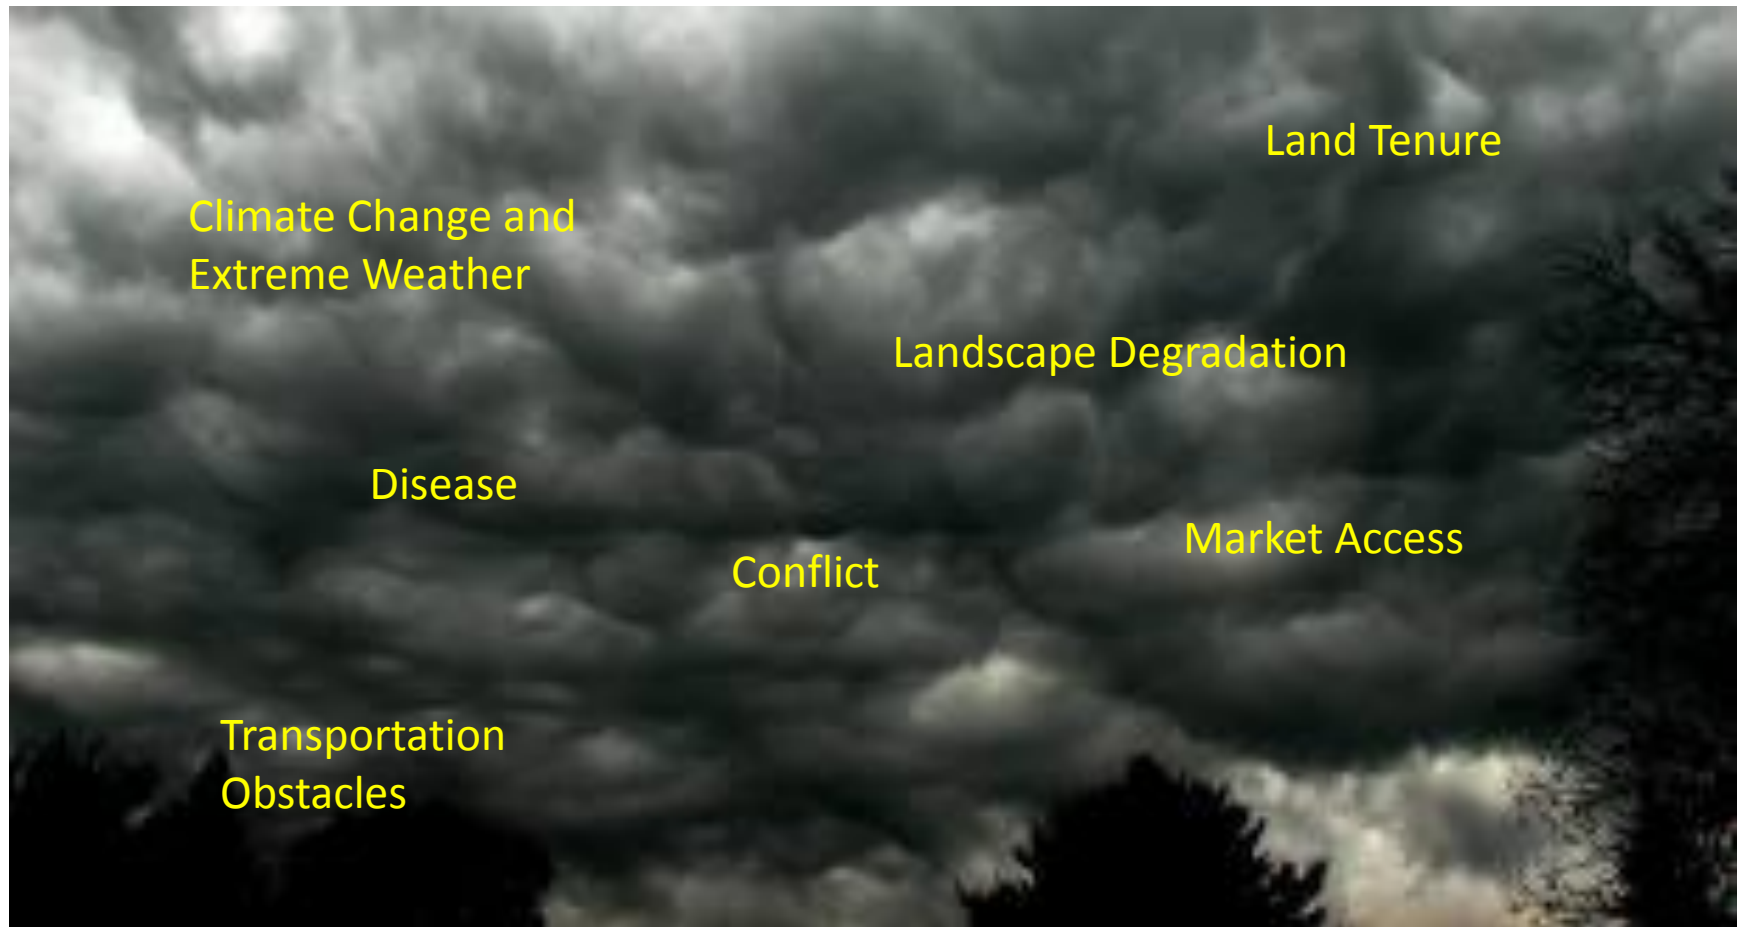 Land Tenure
Climate Change and
Extreme Weather
Landscape Degradation
Disease
Market Access
Conflict
Transportation
Obstacles